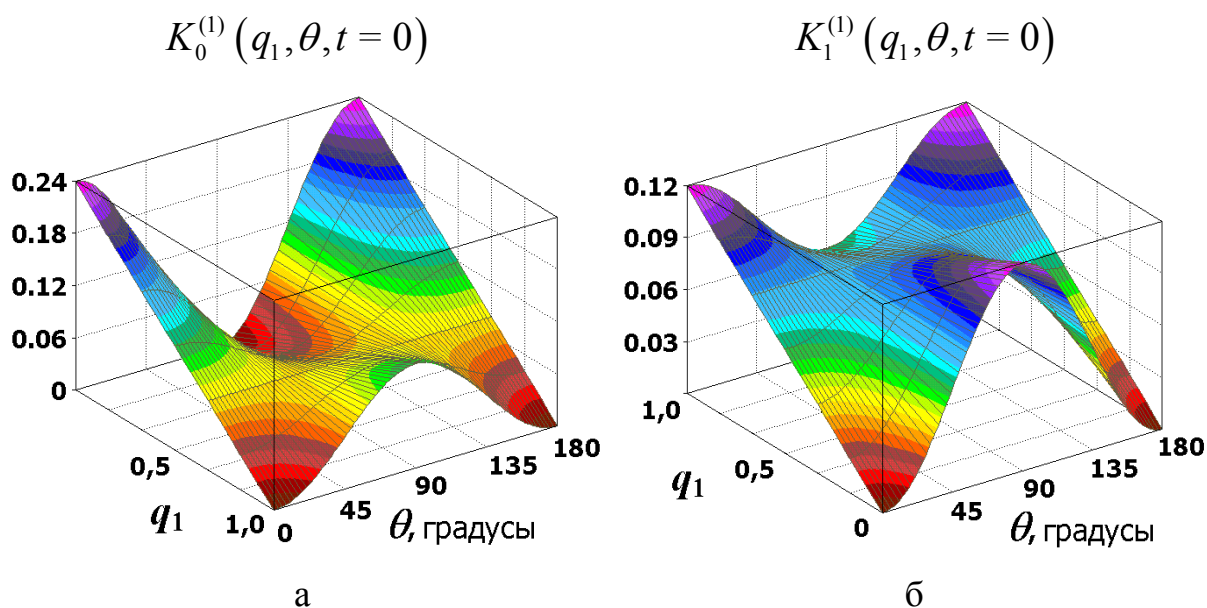 K₀⁽¹⁾ (q₁, θ, t = 0)
K₁⁽¹⁾ (q₁, θ, t = 0)
0.24
0.18
0.12
0.06
0
0,5
q₁
1,0
0
45
90
135
180
θ, градусы
а
0.12
0.09
0.06
0.03
1,0
0,5
q₁
0
45
90
135
180
θ, градусы
б